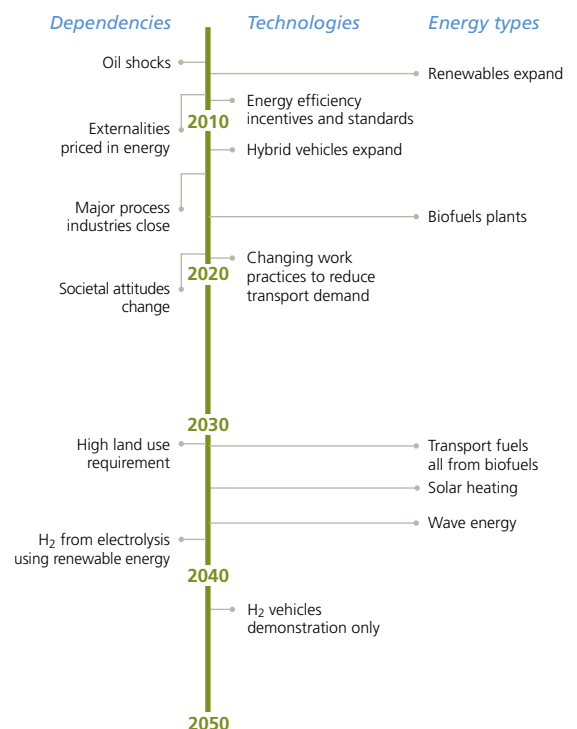 Dependencies
Technologies
Energy types
Oil shocks
Renewables expand
Energy efficiency
incentives and standards
2010
Externalities
priced in energy
Hybrid vehicles expand
Major process
industries close
Biofuels plants
Changing work
practices to reduce
transport demand
2020
Societal attitudes
change
2030
High land use
requirement
Transport fuels
all from biofuels
Solar heating
Wave energy
H₂ from electrolysis
using renewable energy
2040
H₂ vehicles
demonstration only
2050